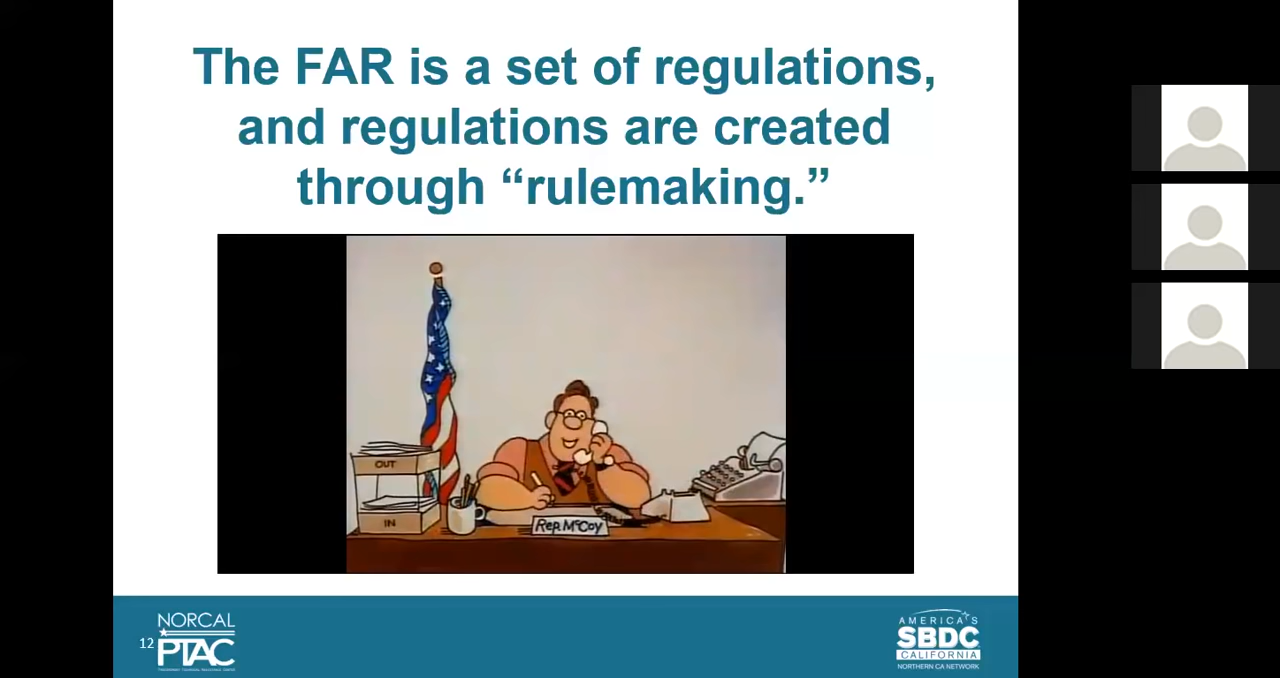 The FAR is a set of regulations,
and regulations are created
through “rulemaking.”
OUT
IN
Rep. McCoy
12
NORCAL
PTAC
AMERICA'S
SBDC
CALIFORNIA
NORTHERN CA NETWORK